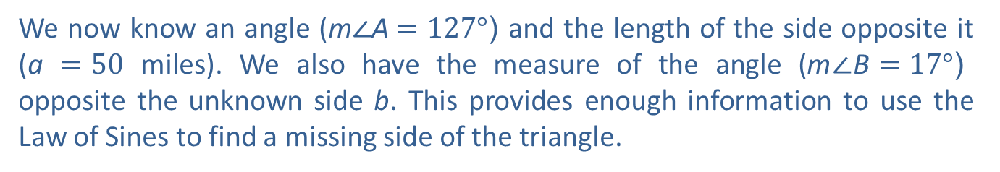 We now know an angle (m∠A = 127°) and the length of the side opposite it
(a = 50 miles). We also have the measure of the angle (m∠B = 17°)
opposite the unknown side b. This provides enough information to use the
Law of Sines to find a missing side of the triangle.